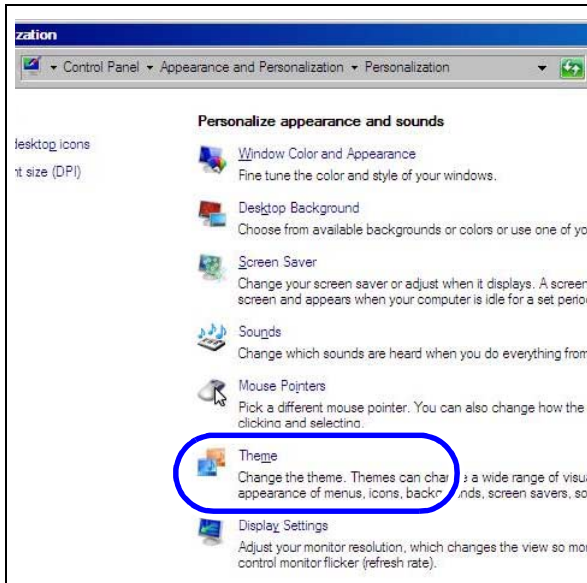 zation
Control Panel Appearance and Personalization Personalization
Personalize appearance and sounds
desktop icons
nt size (DPI)
Window Color and Appearance
Fine tune the color and style of your windows.
Desktop Background
Choose from available backgrounds or colors or use one of yo
Screen Saver
Change your screen saver or adjust when it displays. A screen
screen and appears when your computer is idle for a set perio
Sounds
Change which sounds are heard when you do everything from
Mouse Pointers
Pick a different mouse pointer. You can also change how the
clicking and selecting.
Theme
Change the theme. Themes can a wide range of visu
appearance of menus, icons, screen savers, so
Display Settings
Adjust your monitor resolution, which changes the view so mo
control monitor flicker (refresh rate).